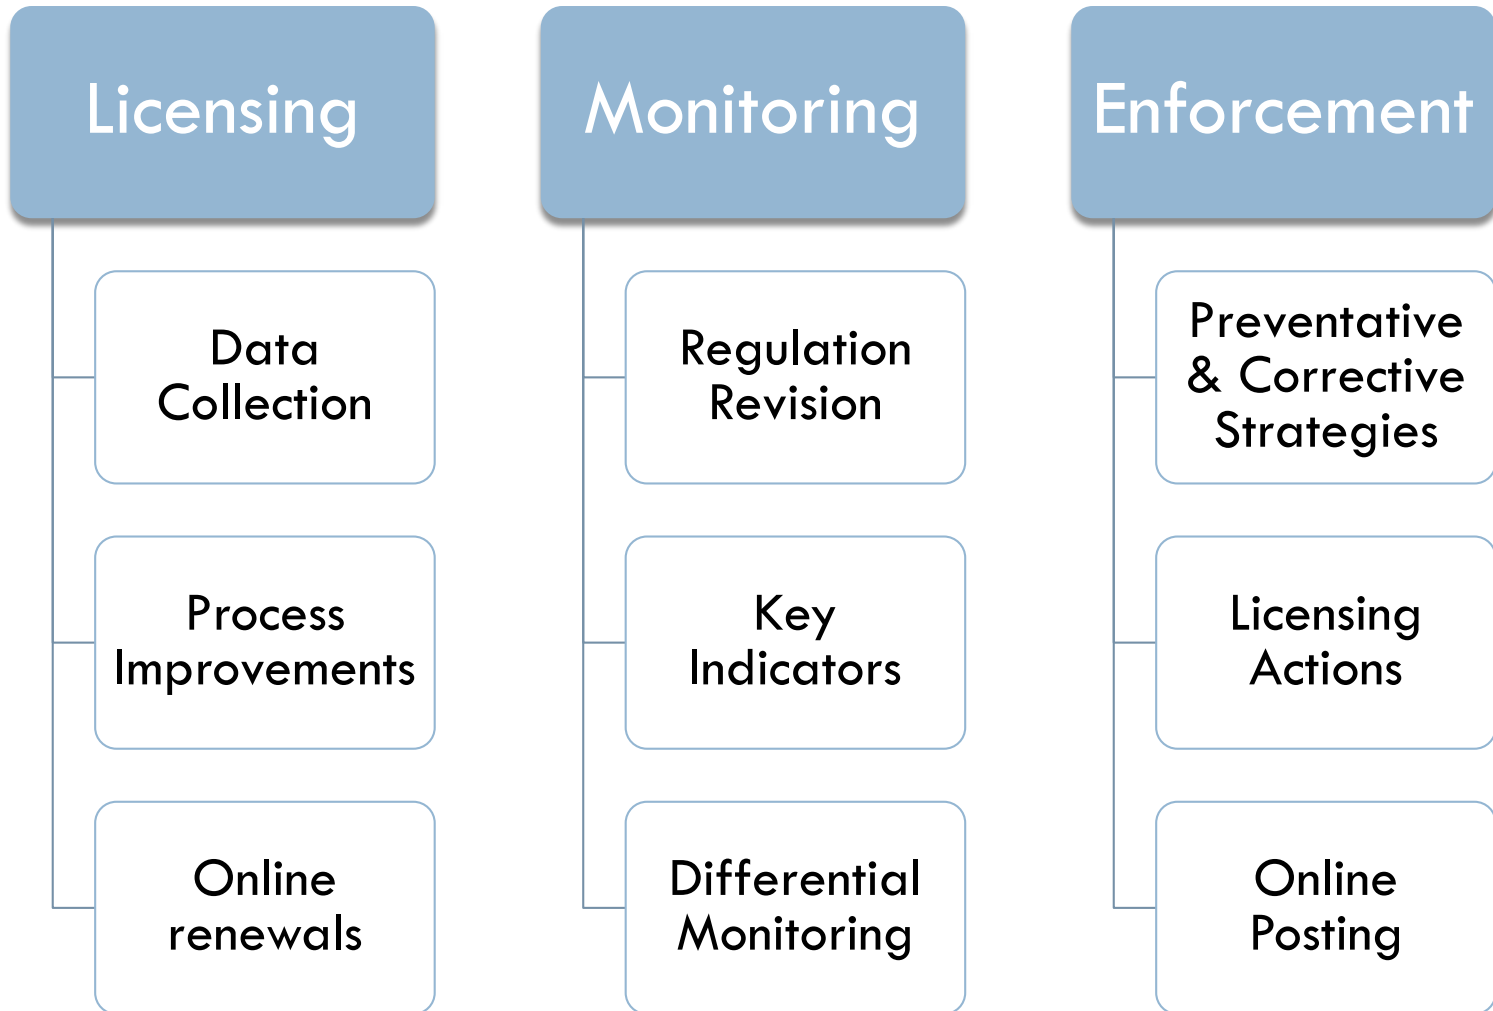 Licensing
Data
Collection
Process
Improvements
Online
renewals
Monitoring
Regulation
Revision
Key
Indicators
Differential
Monitoring
Enforcement
Preventative
& Corrective
Strategies
Licensing
Actions
Online
Posting